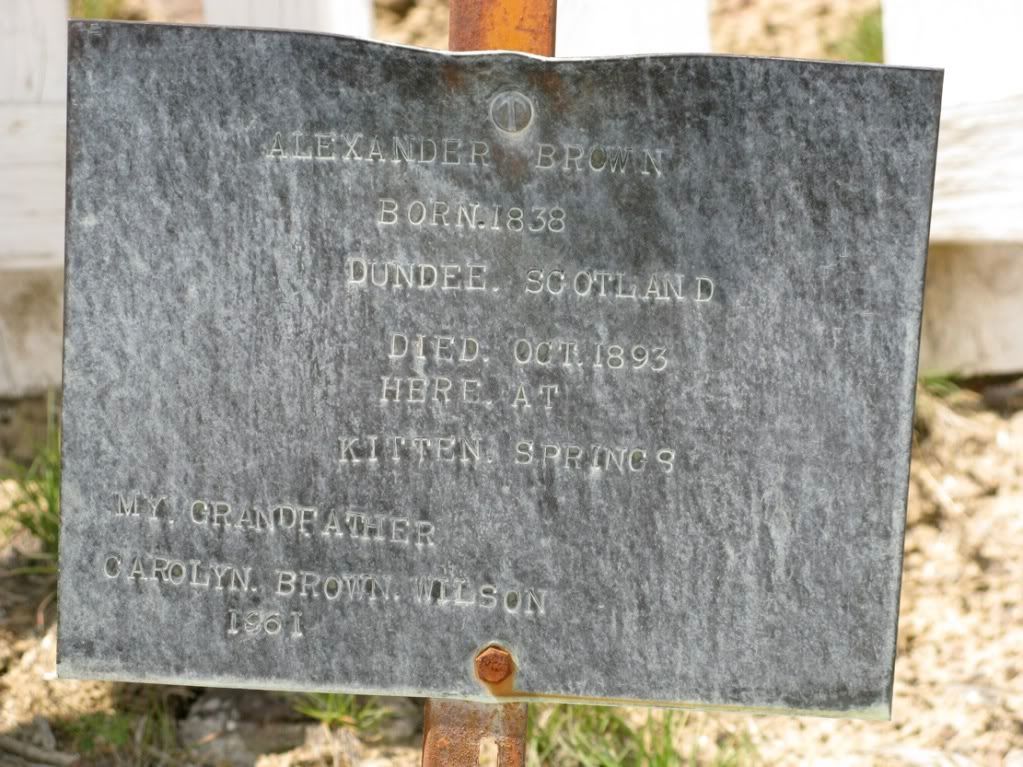 ALEXANDER BROWN
BORN.1838
DUNDEE. SCOTLAND
DIED. OCT.1893
HERE. AT
KITTEN. SPRINGS
MY. GRANDFATHER
CAROLYN. BROWN. WILSON
1961